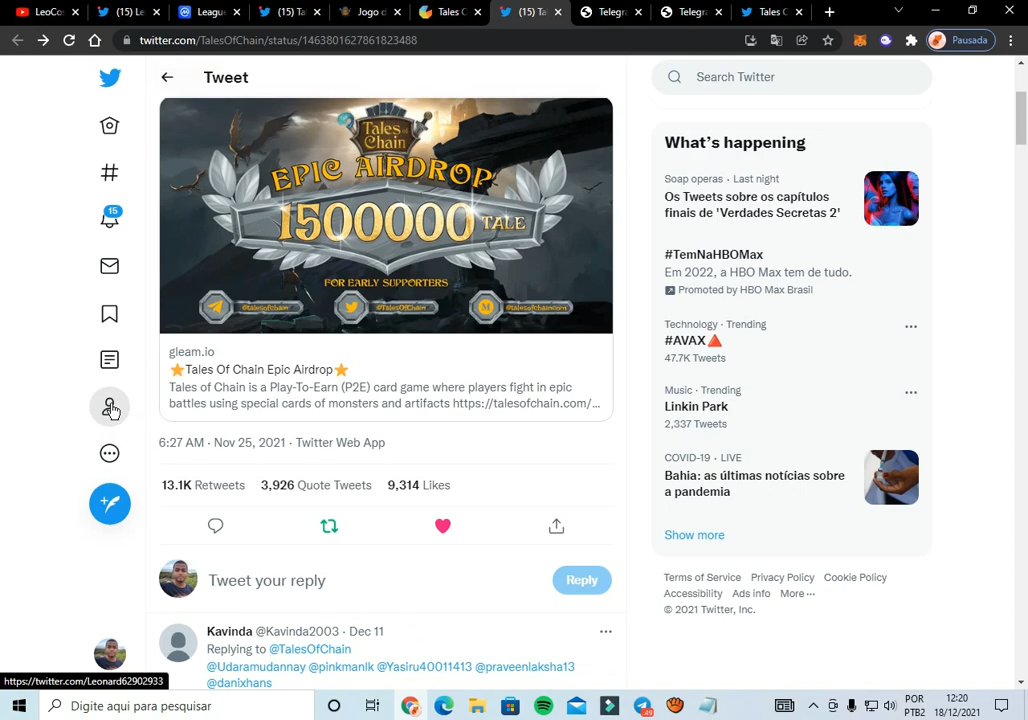 LeoCos
(15) Le
League
(15) Ta
Jogo d
Tales C
(15) Ta
Telegra
Telegra
Tales C
twitter.com/TalesOfChain/status/1463801627861823488
Pausada
Tweet
Search Twitter
Tales of Chain
EPIC AIRDROP
1500000 TALE
FOR EARLY SUPPORTERS
@talesofchain
@TalesOfChain
@talesofchaincom
gleam.io
⭐Tales Of Chain Epic Airdrop⭐
Tales of Chain is a Play-To-Earn (P2E) card game where players fight in epic
battles using special cards of monsters and artifacts https://talesofchain.com/...
6:27 AM · Nov 25, 2021 · Twitter Web App
13.1K Retweets 3,926 Quote Tweets 9,314 Likes
Tweet your reply
Reply
Kavinda @Kavinda2003 · Dec 11
Replying to @TalesOfChain
@Udaramudannay @pinkmanlk @Yasiru40011413 @praveenlaksha13
@danixhans
15
What's happening
Soap operas · Last night
Os Tweets sobre os capítulos
finais de 'Verdades Secretas 2'
#TemNaHBOMax
Em 2022, a HBO Max tem de tudo.
Promoted by HBO Max Brasil
Technology · Trending
#AVAX🔺
47.7K Tweets
Music · Trending
Linkin Park
2,337 Tweets
COVID-19 · LIVE
Bahia: as últimas notícias sobre
a pandemia
Show more
Terms of Service Privacy Policy Cookie Policy
Accessibility Ads info More ···
© 2021 Twitter, Inc.
https://twitter.com/Leonard62902933
Digite aqui para pesquisar
49
POR
PTB2
12:20
18/12/2021